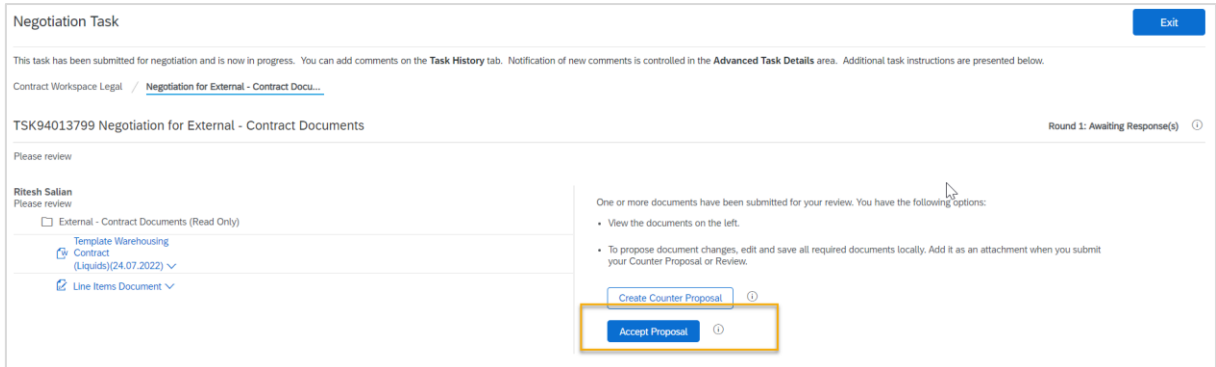 Negotiation Task
Exit
This task has been submitted for negotiation and is now in progress. You can add comments on the Task History tab. Notification of new comments is controlled in the Advanced Task Details area. Additional task instructions are presented below.
Contract Workspace Legal / Negotiation for External - Contract Docu...
TSK94013799 Negotiation for External - Contract Documents
Round 1: Awaiting Response(s)
Please review
Ritesh Salian
Please review
External - Contract Documents (Read Only)
Template Warehousing
Contract
(Liquids)(24.07.2022)
Line Items Document
One or more documents have been submitted for your review. You have the following options:
• View the documents on the left.
• To propose document changes, edit and save all required documents locally. Add it as an attachment when you submit
your Counter Proposal or Review.
Create Counter Proposal
Accept Proposal